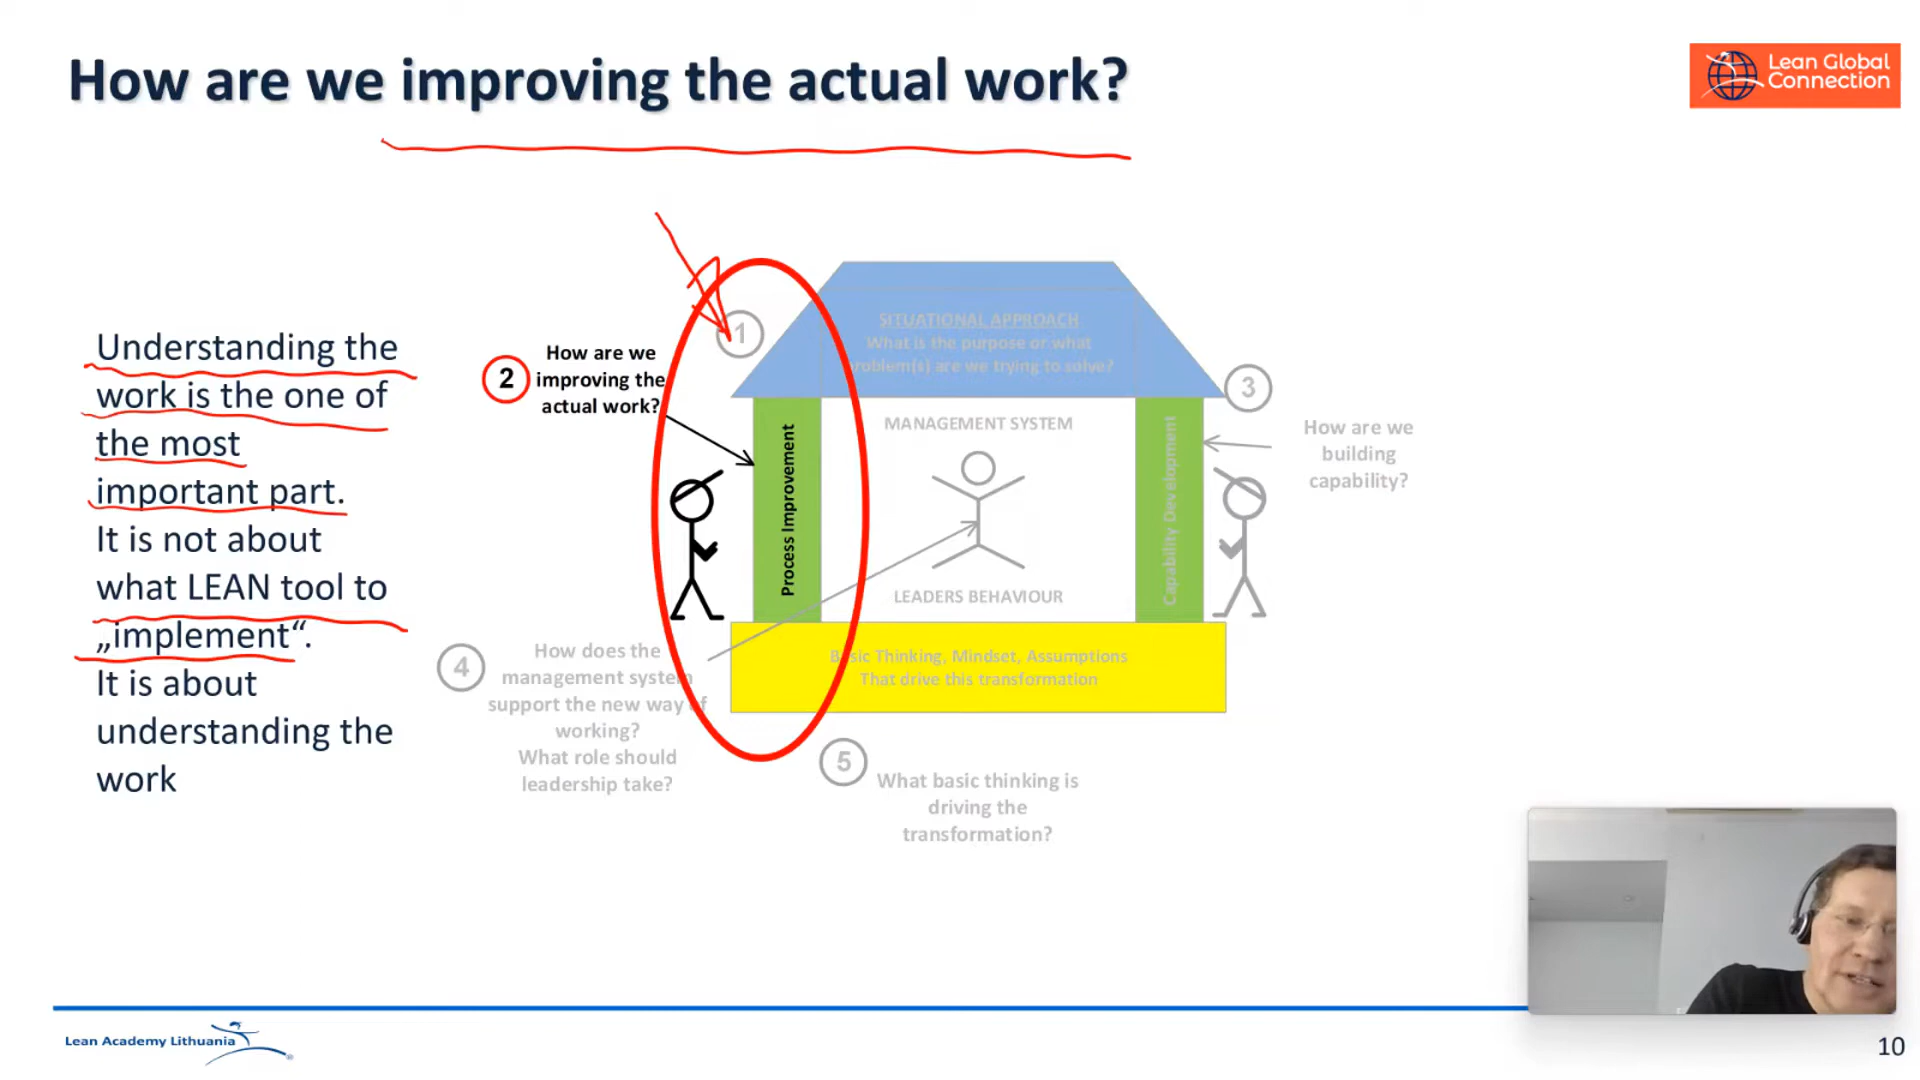 How are we improving the actual work?
Lean Global
Connection
Understanding the
work is the one of
the most
important part.
It is not about
what LEAN tool to
„implement“.
It is about
understanding the
work
1
2
How are we
improving the
actual work?
SITUATIONAL APPROACH
What is the purpose or what
problem(s) are we trying to solve?
3
How are we
building
capability?
MANAGEMENT SYSTEM
Process Improvement
Capability Development
LEADERS BEHAVIOUR
4
How does the
management system
support the new way of
working?
What role should
leadership take?
Basic Thinking, Mindset, Assumptions
That drive this transformation
5
What basic thinking is
driving the
transformation?
Lean Academy Lithuania
10